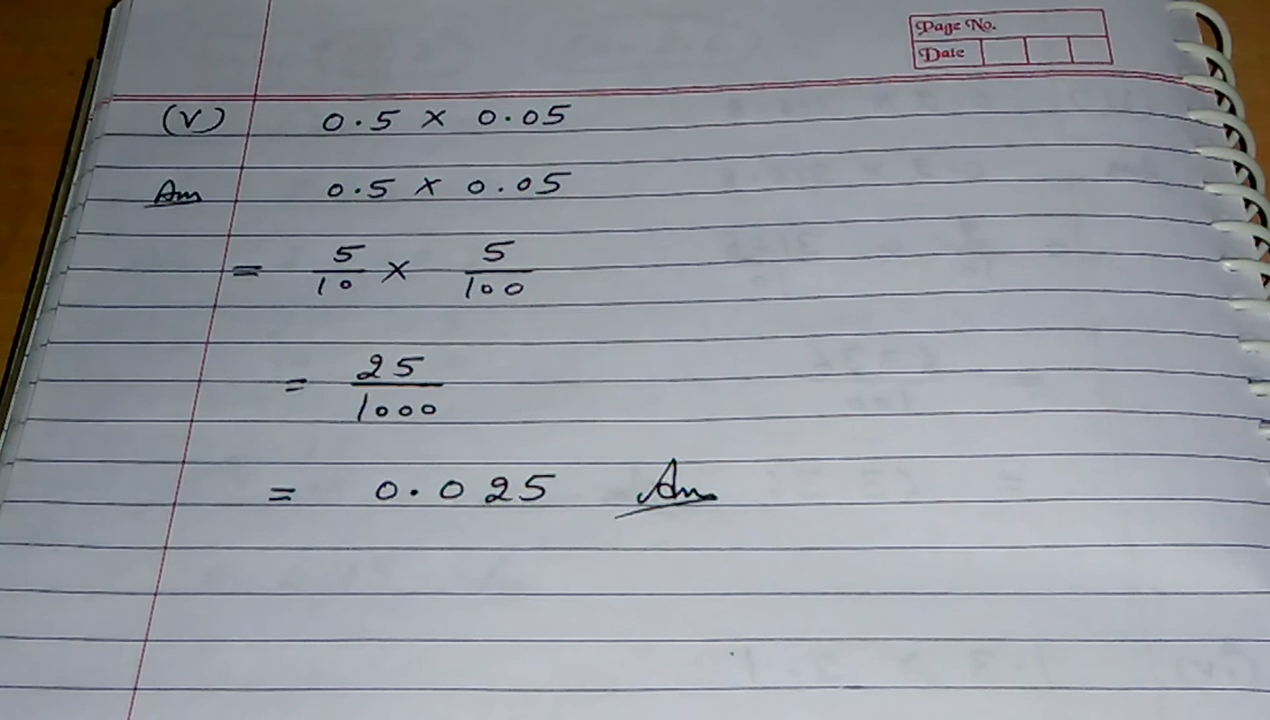 Page No.
Date
(v) 0.5 × 0.05
Ans 0.5 × 0.05
= 5/10 × 5/100
= 25/1000
= 0.025 Ans